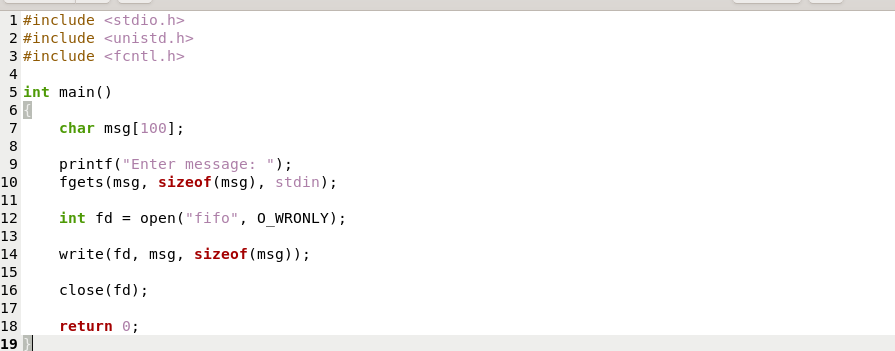 1 #include <stdio.h>
2 #include <unistd.h>
3 #include <fcntl.h>
4
5 int main()
6 {
7     char msg[100];
8
9     printf("Enter message: ");
10     fgets(msg, sizeof(msg), stdin);
11
12     int fd = open("fifo", O_WRONLY);
13
14     write(fd, msg, sizeof(msg));
15
16     close(fd);
17
18     return 0;
19 }